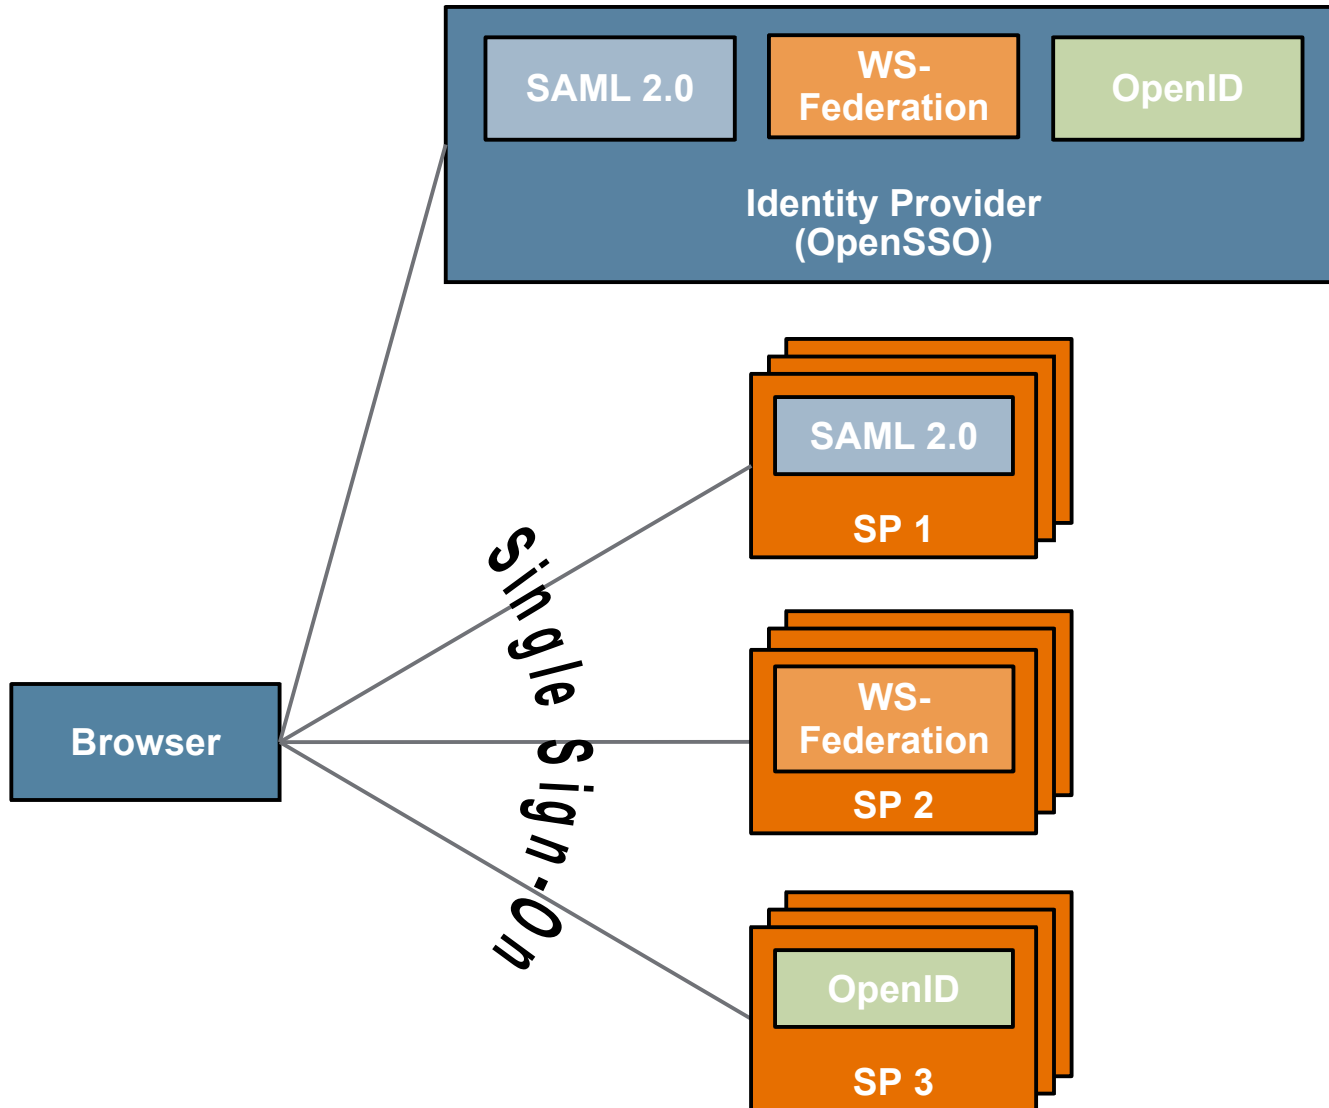 SAML 2.0
WS-
Federation
OpenID
Identity Provider
(OpenSSO)
SAML 2.0
SP 1
Single Sign-On
Browser
WS-
Federation
SP 2
OpenID
SP 3